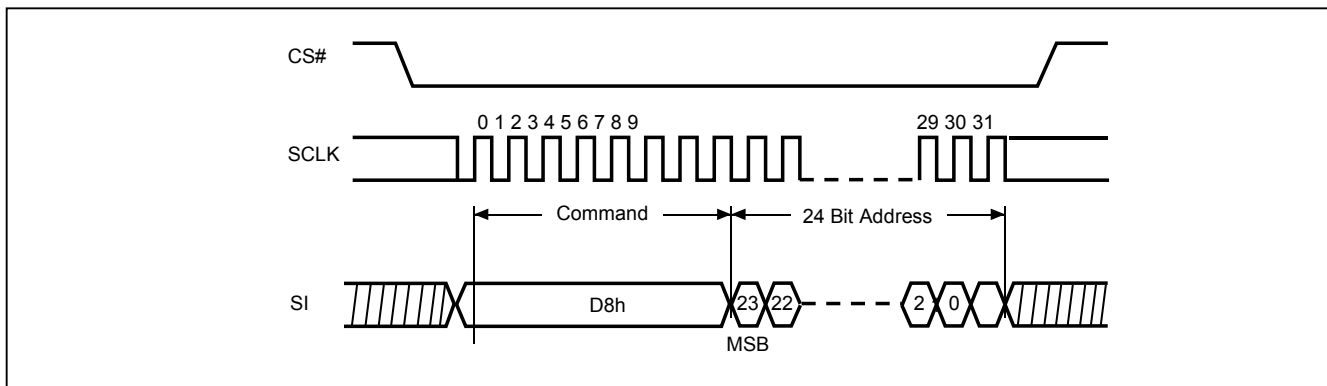 CS#
0 1 2 3 4 5 6 7 8 9 29 30 31
SCLK
Command 24 Bit Address
SI D8h 23 22 2 0
MSB